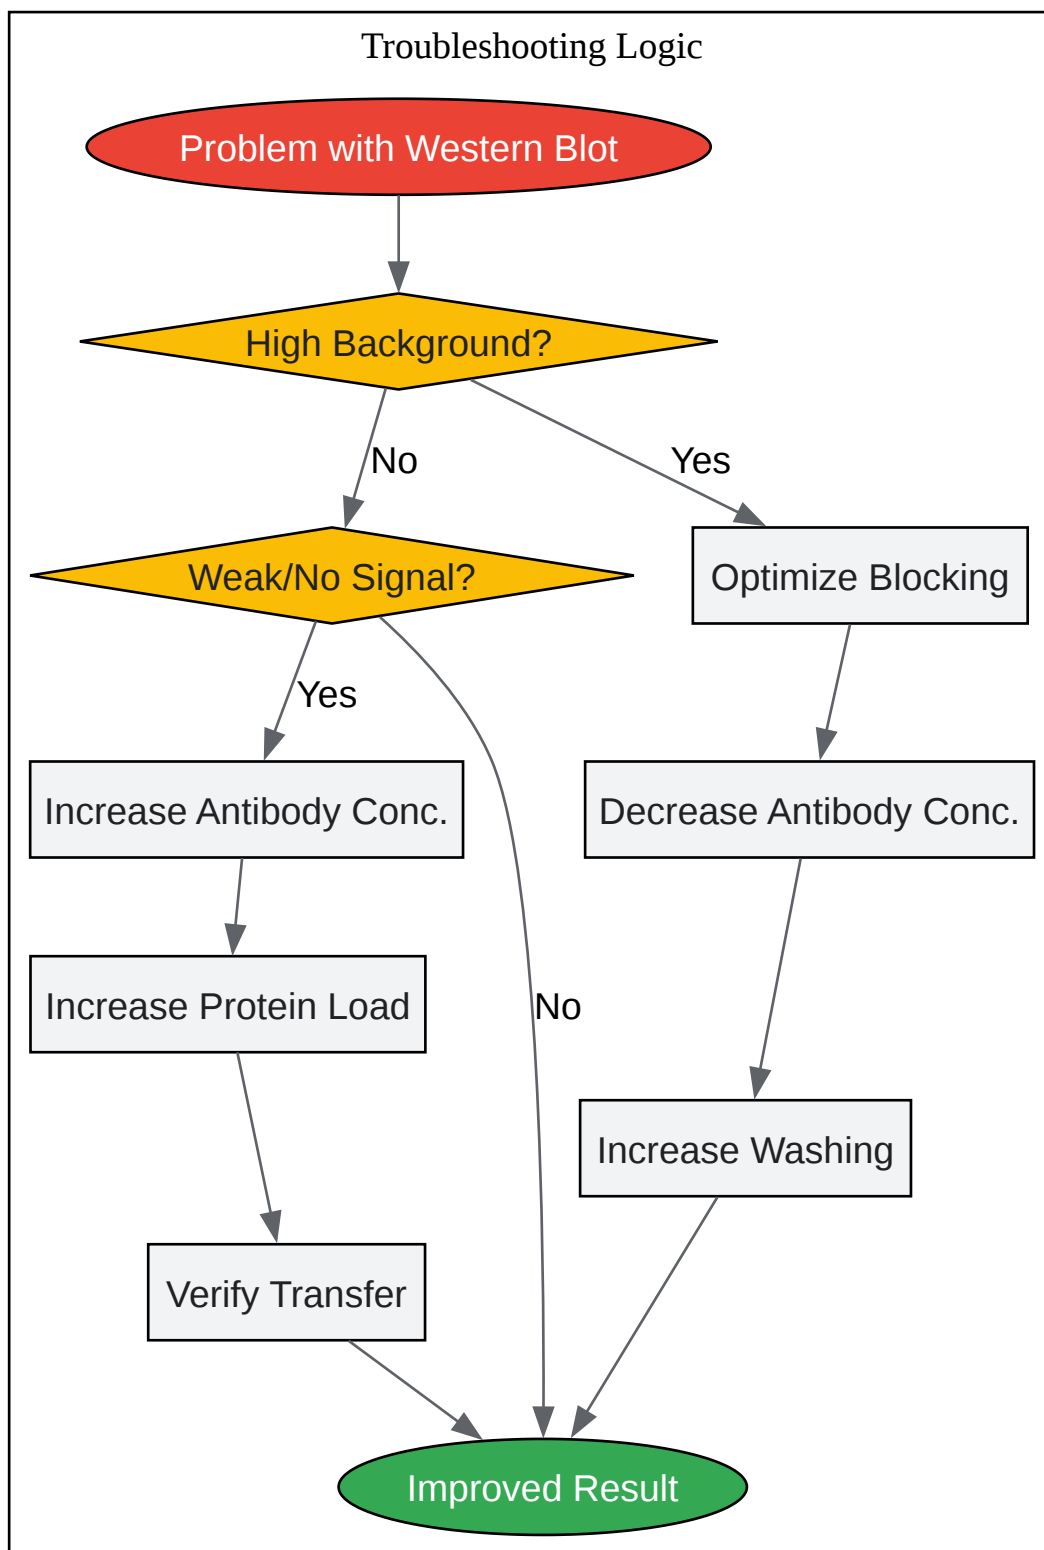 Troubleshooting Logic
Problem with Western Blot
High Background?
No
Yes
Weak/No Signal?
Optimize Blocking
Yes
Increase Antibody Conc.
Decrease Antibody Conc.
Increase Protein Load
No
Increase Washing
Verify Transfer
Improved Result